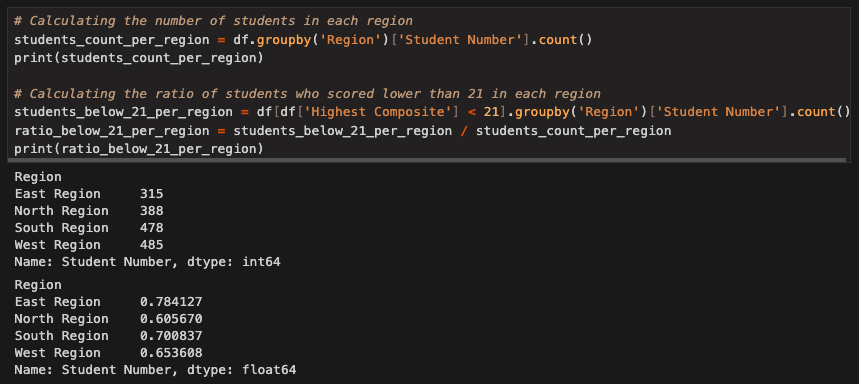 # Calculating the number of students in each region
students_count_per_region = df.groupby('Region')['Student Number'].count()
print(students_count_per_region)
# Calculating the ratio of students who scored lower than 21 in each region
students_below_21_per_region = df[df['Highest Composite'] < 21].groupby('Region')['Student Number'].count()
ratio_below_21_per_region = students_below_21_per_region / students_count_per_region
print(ratio_below_21_per_region)
Region
East Region     315
North Region    388
South Region    478
West Region     485
Name: Student Number, dtype: int64
Region
East Region     0.784127
North Region    0.605670
South Region    0.700837
West Region     0.653608
Name: Student Number, dtype: float64